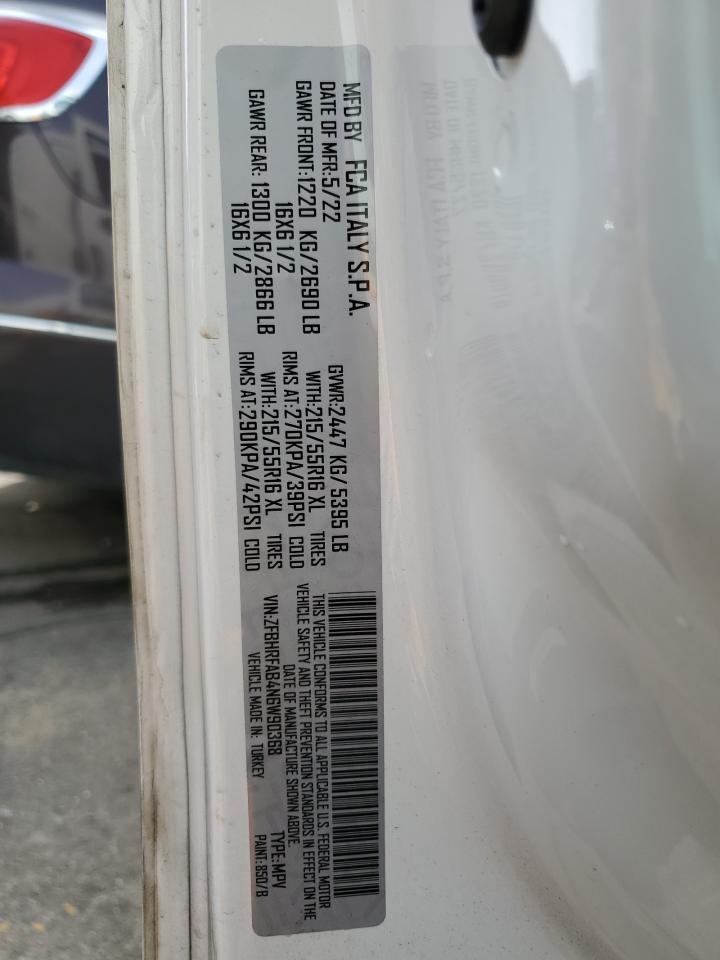 MFD BY FCA ITALY S.P.A.
DATE OF MFR:5/22 GVWR:2447 KG/5395 LB
GAWR FRONT:1220 KG/2690 LB WITH:215/55R16 XL TIRES
16X6 1/2 RIMS AT:270KPA/39PSI COLD
GAWR REAR: 1300 KG/2866 LB WITH:215/55R16 XL TIRES
16X6 1/2 RIMS AT:290KPA/42PSI COLD
THIS VEHICLE CONFORMS TO ALL APPLICABLE U.S. FEDERAL MOTOR
VEHICLE SAFETY AND THEFT PREVENTION STANDARDS IN EFFECT ON THE
DATE OF MANUFACTURE SHOWN ABOVE.
VIN:ZFBHRFAB4N6W90368 TYPE:MPV
VEHICLE MADE IN: TURKEY PAINT:850/B